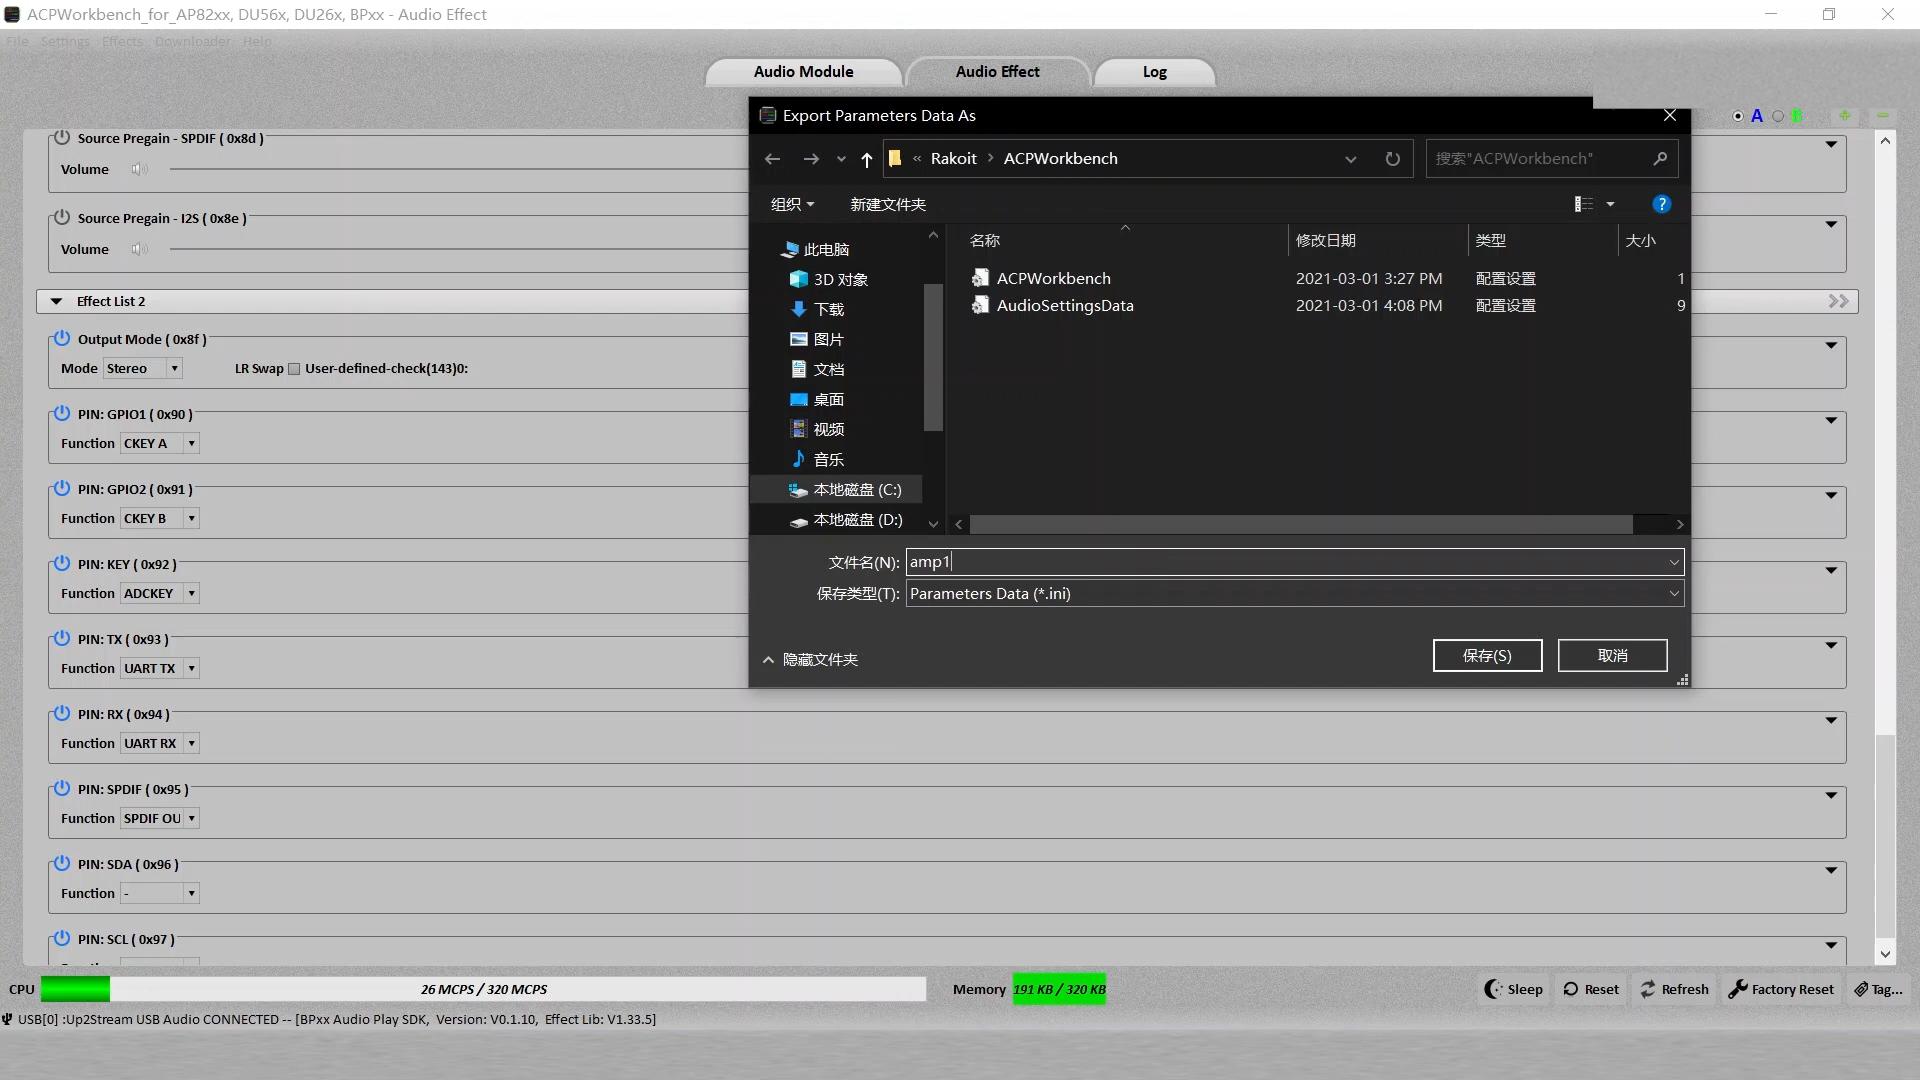 ACPWorkbench_for_AP82xx, DU56x, DU26x, BPxx - Audio Effect
File Settings Effects Downloader Help
Audio Module
Audio Effect
Log
A
B
Source Pregain - SPDIF ( 0x8d )
Volume
Source Pregain - I2S ( 0x8e )
Volume
Effect List 2
Output Mode ( 0x8f )
Mode Stereo LR Swap User-defined-check(143)0:
PIN: GPIO1 ( 0x90 )
Function CKEY A
PIN: GPIO2 ( 0x91 )
Function CKEY B
PIN: KEY ( 0x92 )
Function ADCKEY
PIN: TX ( 0x93 )
Function UART TX
PIN: RX ( 0x94 )
Function UART RX
PIN: SPDIF ( 0x95 )
Function SPDIF OU
PIN: SDA ( 0x96 )
Function -
PIN: SCL ( 0x97 )
Export Parameters Data As
« Rakoit > ACPWorkbench
搜索"ACPWorkbench"
组织
新建文件夹
?
此电脑
3D 对象
下载
图片
文档
桌面
视频
音乐
本地磁盘 (C:)
本地磁盘 (D:)
名称 修改日期 类型 大小
ACPWorkbench 2021-03-01 3:27 PM 配置设置 1
AudioSettingsData 2021-03-01 4:08 PM 配置设置 9
文件名(N): amp1
保存类型(T): Parameters Data (*.ini)
隐藏文件夹
保存(S)
取消
CPU 26 MCPS / 320 MCPS
Memory 191 KB / 320 KB
Sleep
Reset
Refresh
Factory Reset
Tag...
USB[0] :Up2Stream USB Audio CONNECTED -- [BPxx Audio Play SDK, Version: V0.1.10, Effect Lib: V1.33.5]